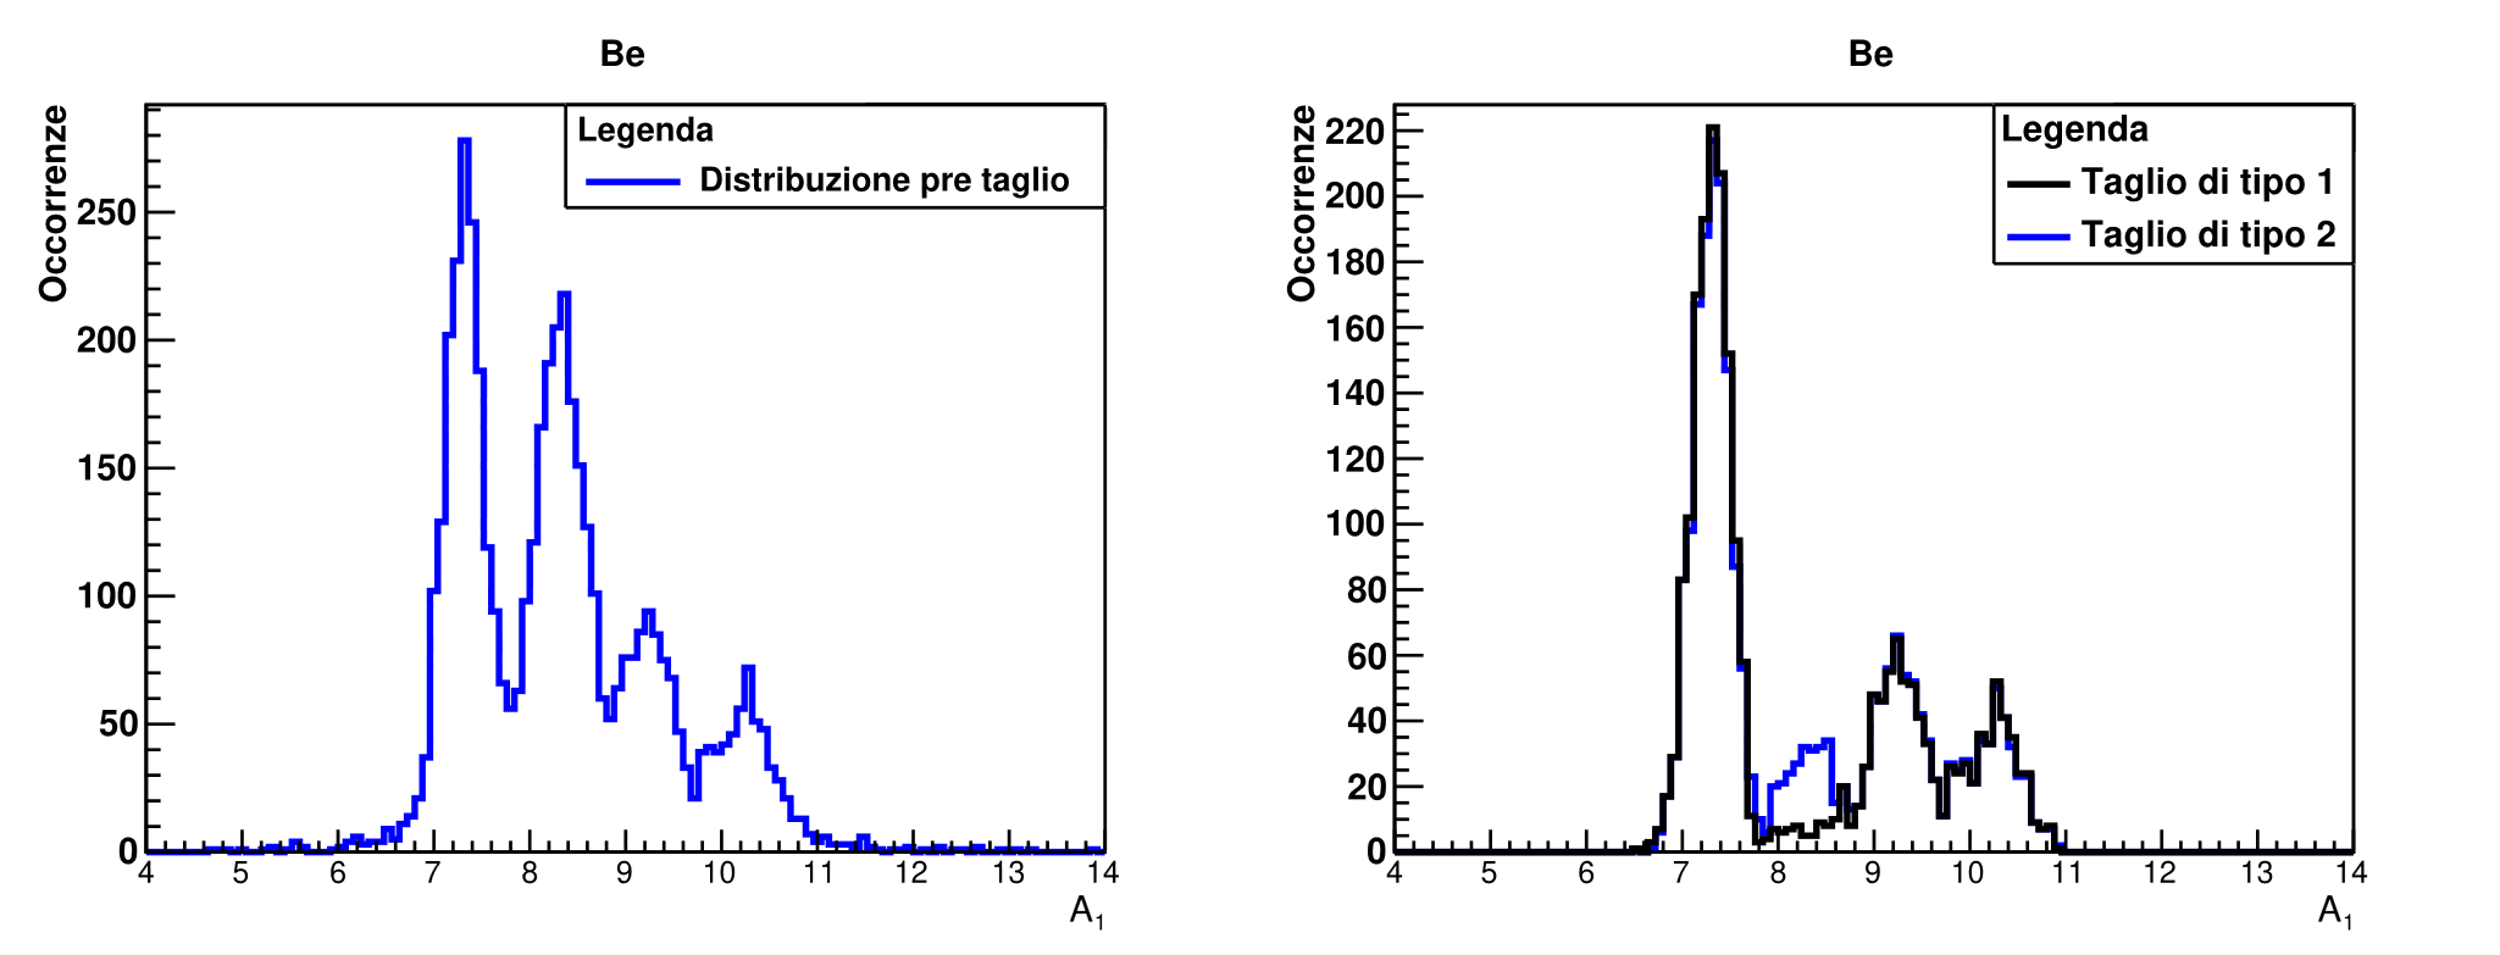 Be
Occorrenze
Legenda
Distribuzione pre taglio
250
200
150
100
50
0
4 5 6 7 8 9 10 11 12 13 14
A1
Be
Occorrenze
Legenda
Taglio di tipo 1
Taglio di tipo 2
220
200
180
160
140
120
100
80
60
40
20
0
4 5 6 7 8 9 10 11 12 13 14
A1